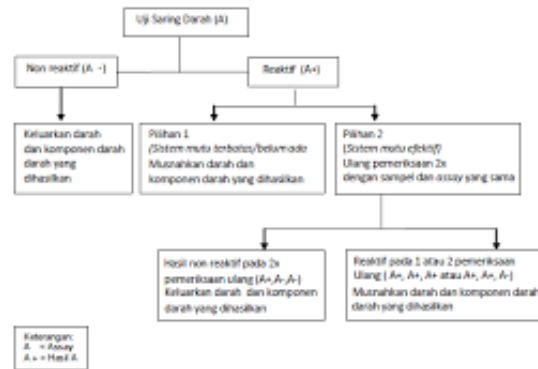 Uji Saring Darah (A)
Non reaktif (A -)
Reaktif (A+)
Keluarkan darah
dan komponen darah
darah yang
dihasilkan
Pilihan 1
(Sistem mutu terbatas/belum ada
Musnahkan darah dan
komponen darah yang dihasilkan
Pilihan 2
(Sistem mutu efektif)
Ulang pemeriksaan 2x
dengan sampel dan assay yang sama
Hasil non reaktif pada 2x
pemeriksaan ulang (A+,A-,A-)
Keluarkan darah dan komponen
darah yang dihasilkan
Reaktif pada 1 atau 2 pemeriksaan
Ulang ( A+, A+, A+ atau A+, A+, A-)
Musnahkan darah dan komponen darah
darah yang dihasilkan
Keterangan:
A = Assay
A + = Hasil A